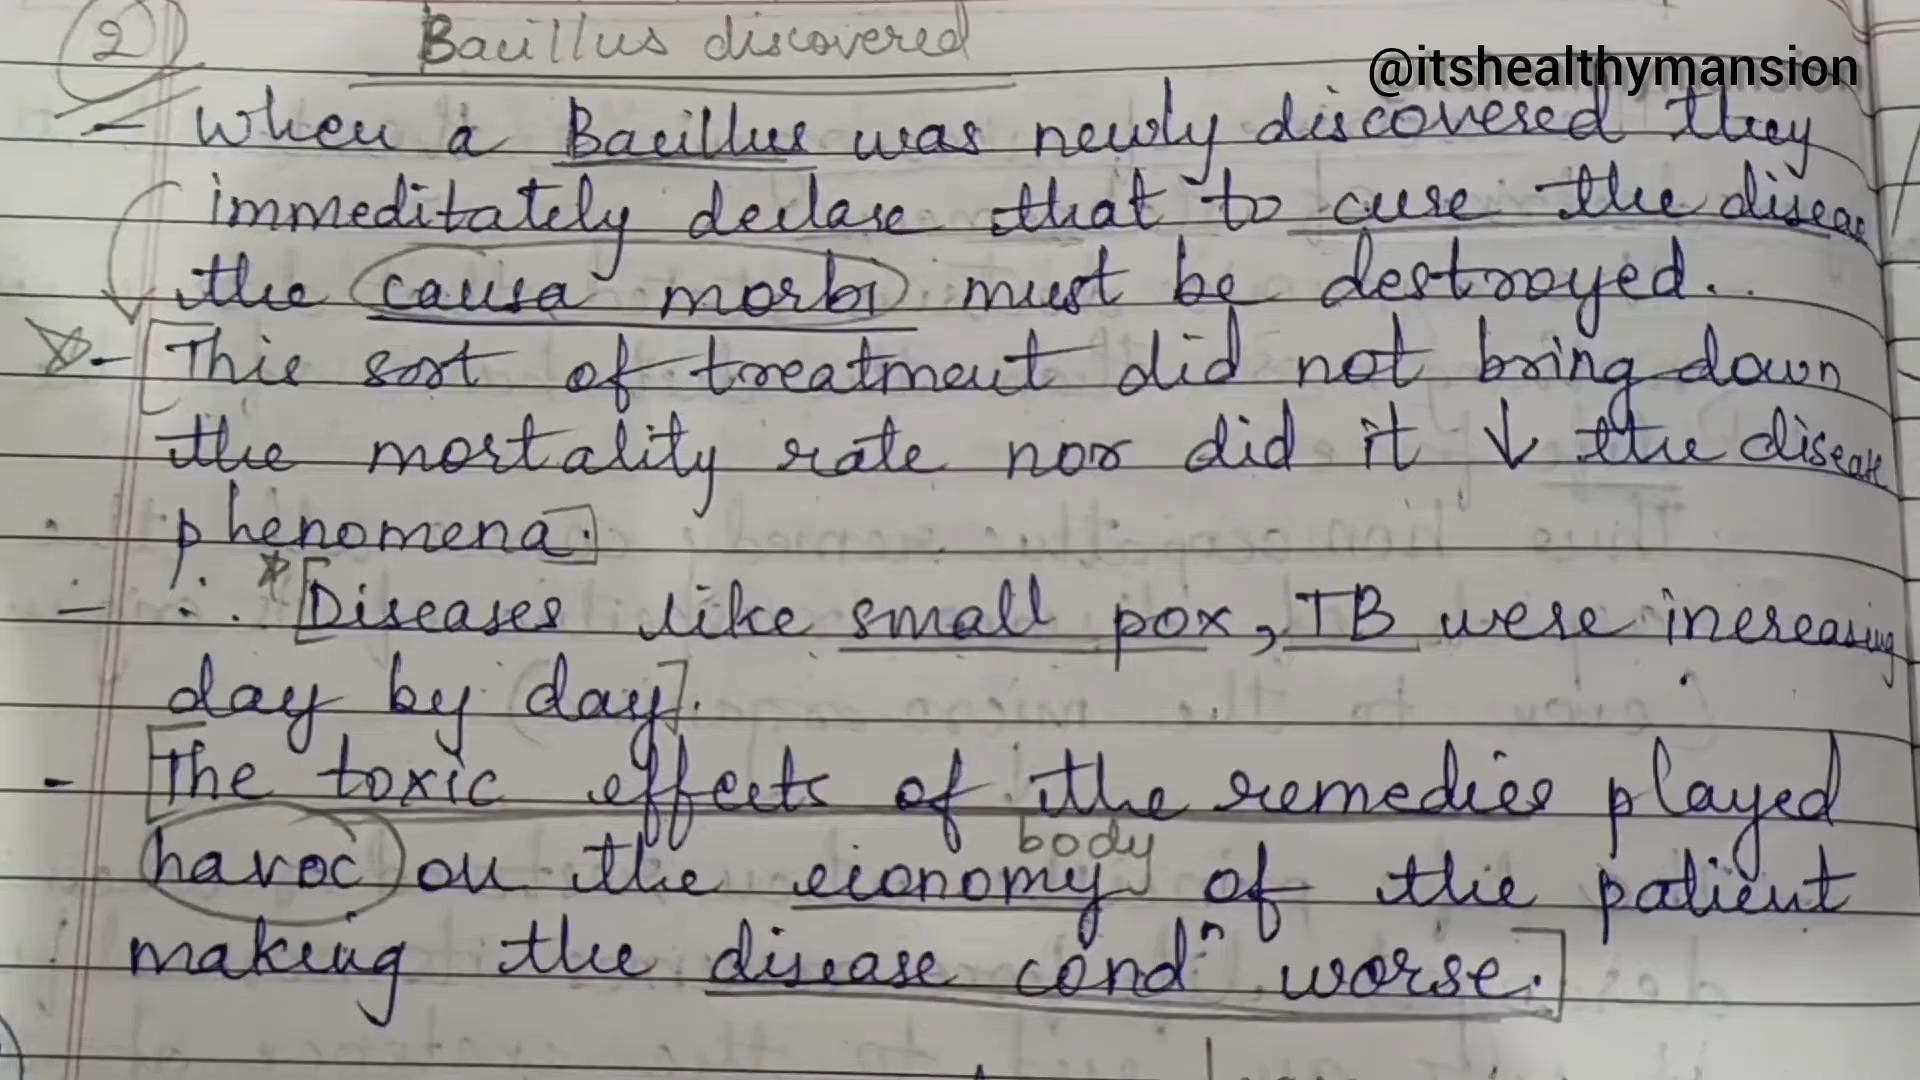 2) Bacillus discovered
@itshealthymansion
- When a Bacillus was newly discovered they
immeditately declare that to cure the disease
the causa morbi must be destroyed.
- This sort of treatment did not bring down
the mortality rate nor did it ↓ the disease
phenomena.
- ∴ * Diseases like small pox, TB were increasing
day by day.
- The toxic effects of the remedies played
body
havoc on the economy of the patient
making the disease condⁿ worse.